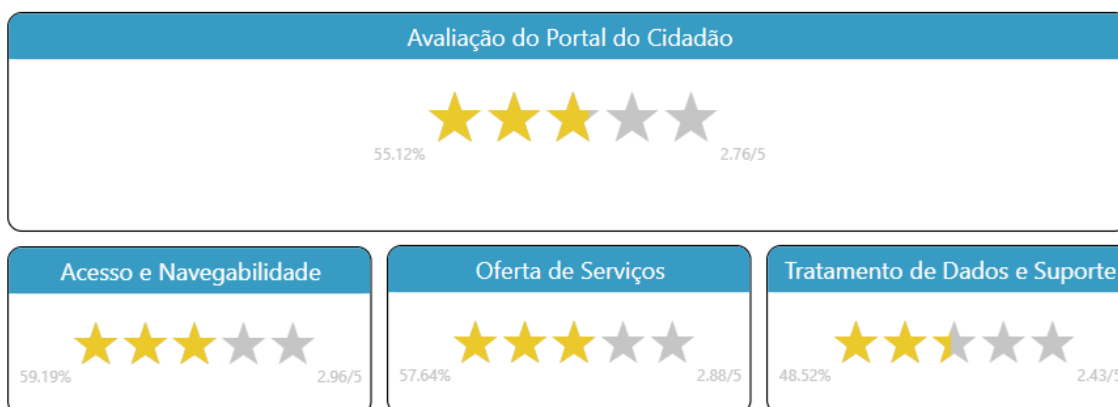 Avaliação do Portal do Cidadão
55.12% 2.76/5
Acesso e Navegabilidade
59.19% 2.96/5
Oferta de Serviços
57.64% 2.88/5
Tratamento de Dados e Suporte
48.52% 2.43/5